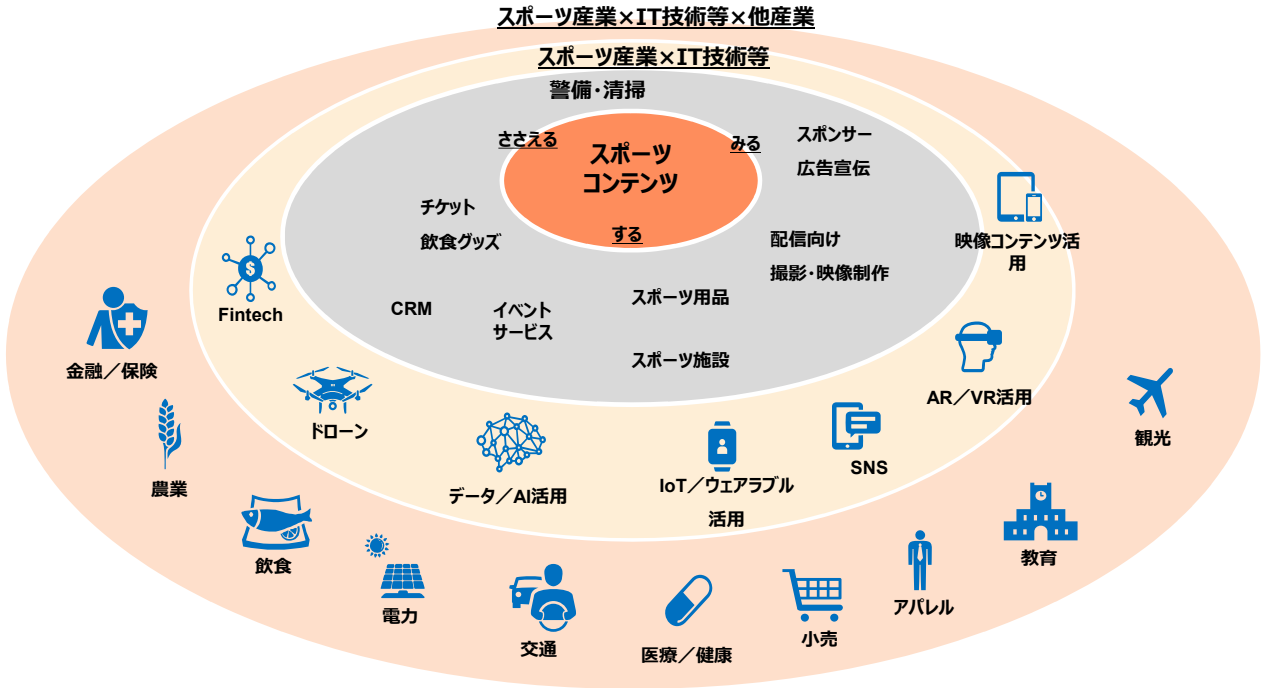 スポーツ産業×IT技術等×他産業
スポーツ産業×IT技術等
警備・清掃
ささえる
みる
スポーツ
コンテンツ
する
スポンサー
広告宣伝
チケット
飲食グッズ
配信向け
撮影・映像制作
CRM
イベント
サービス
スポーツ用品
スポーツ施設
映像コンテンツ活
用
$
Fintech
ドローン
データ／AI活用
IoT／ウェアラブル
活用
SNS
AR／VR活用
金融／保険
農業
飲食
電力
交通
医療／健康
小売
アパレル
教育
観光